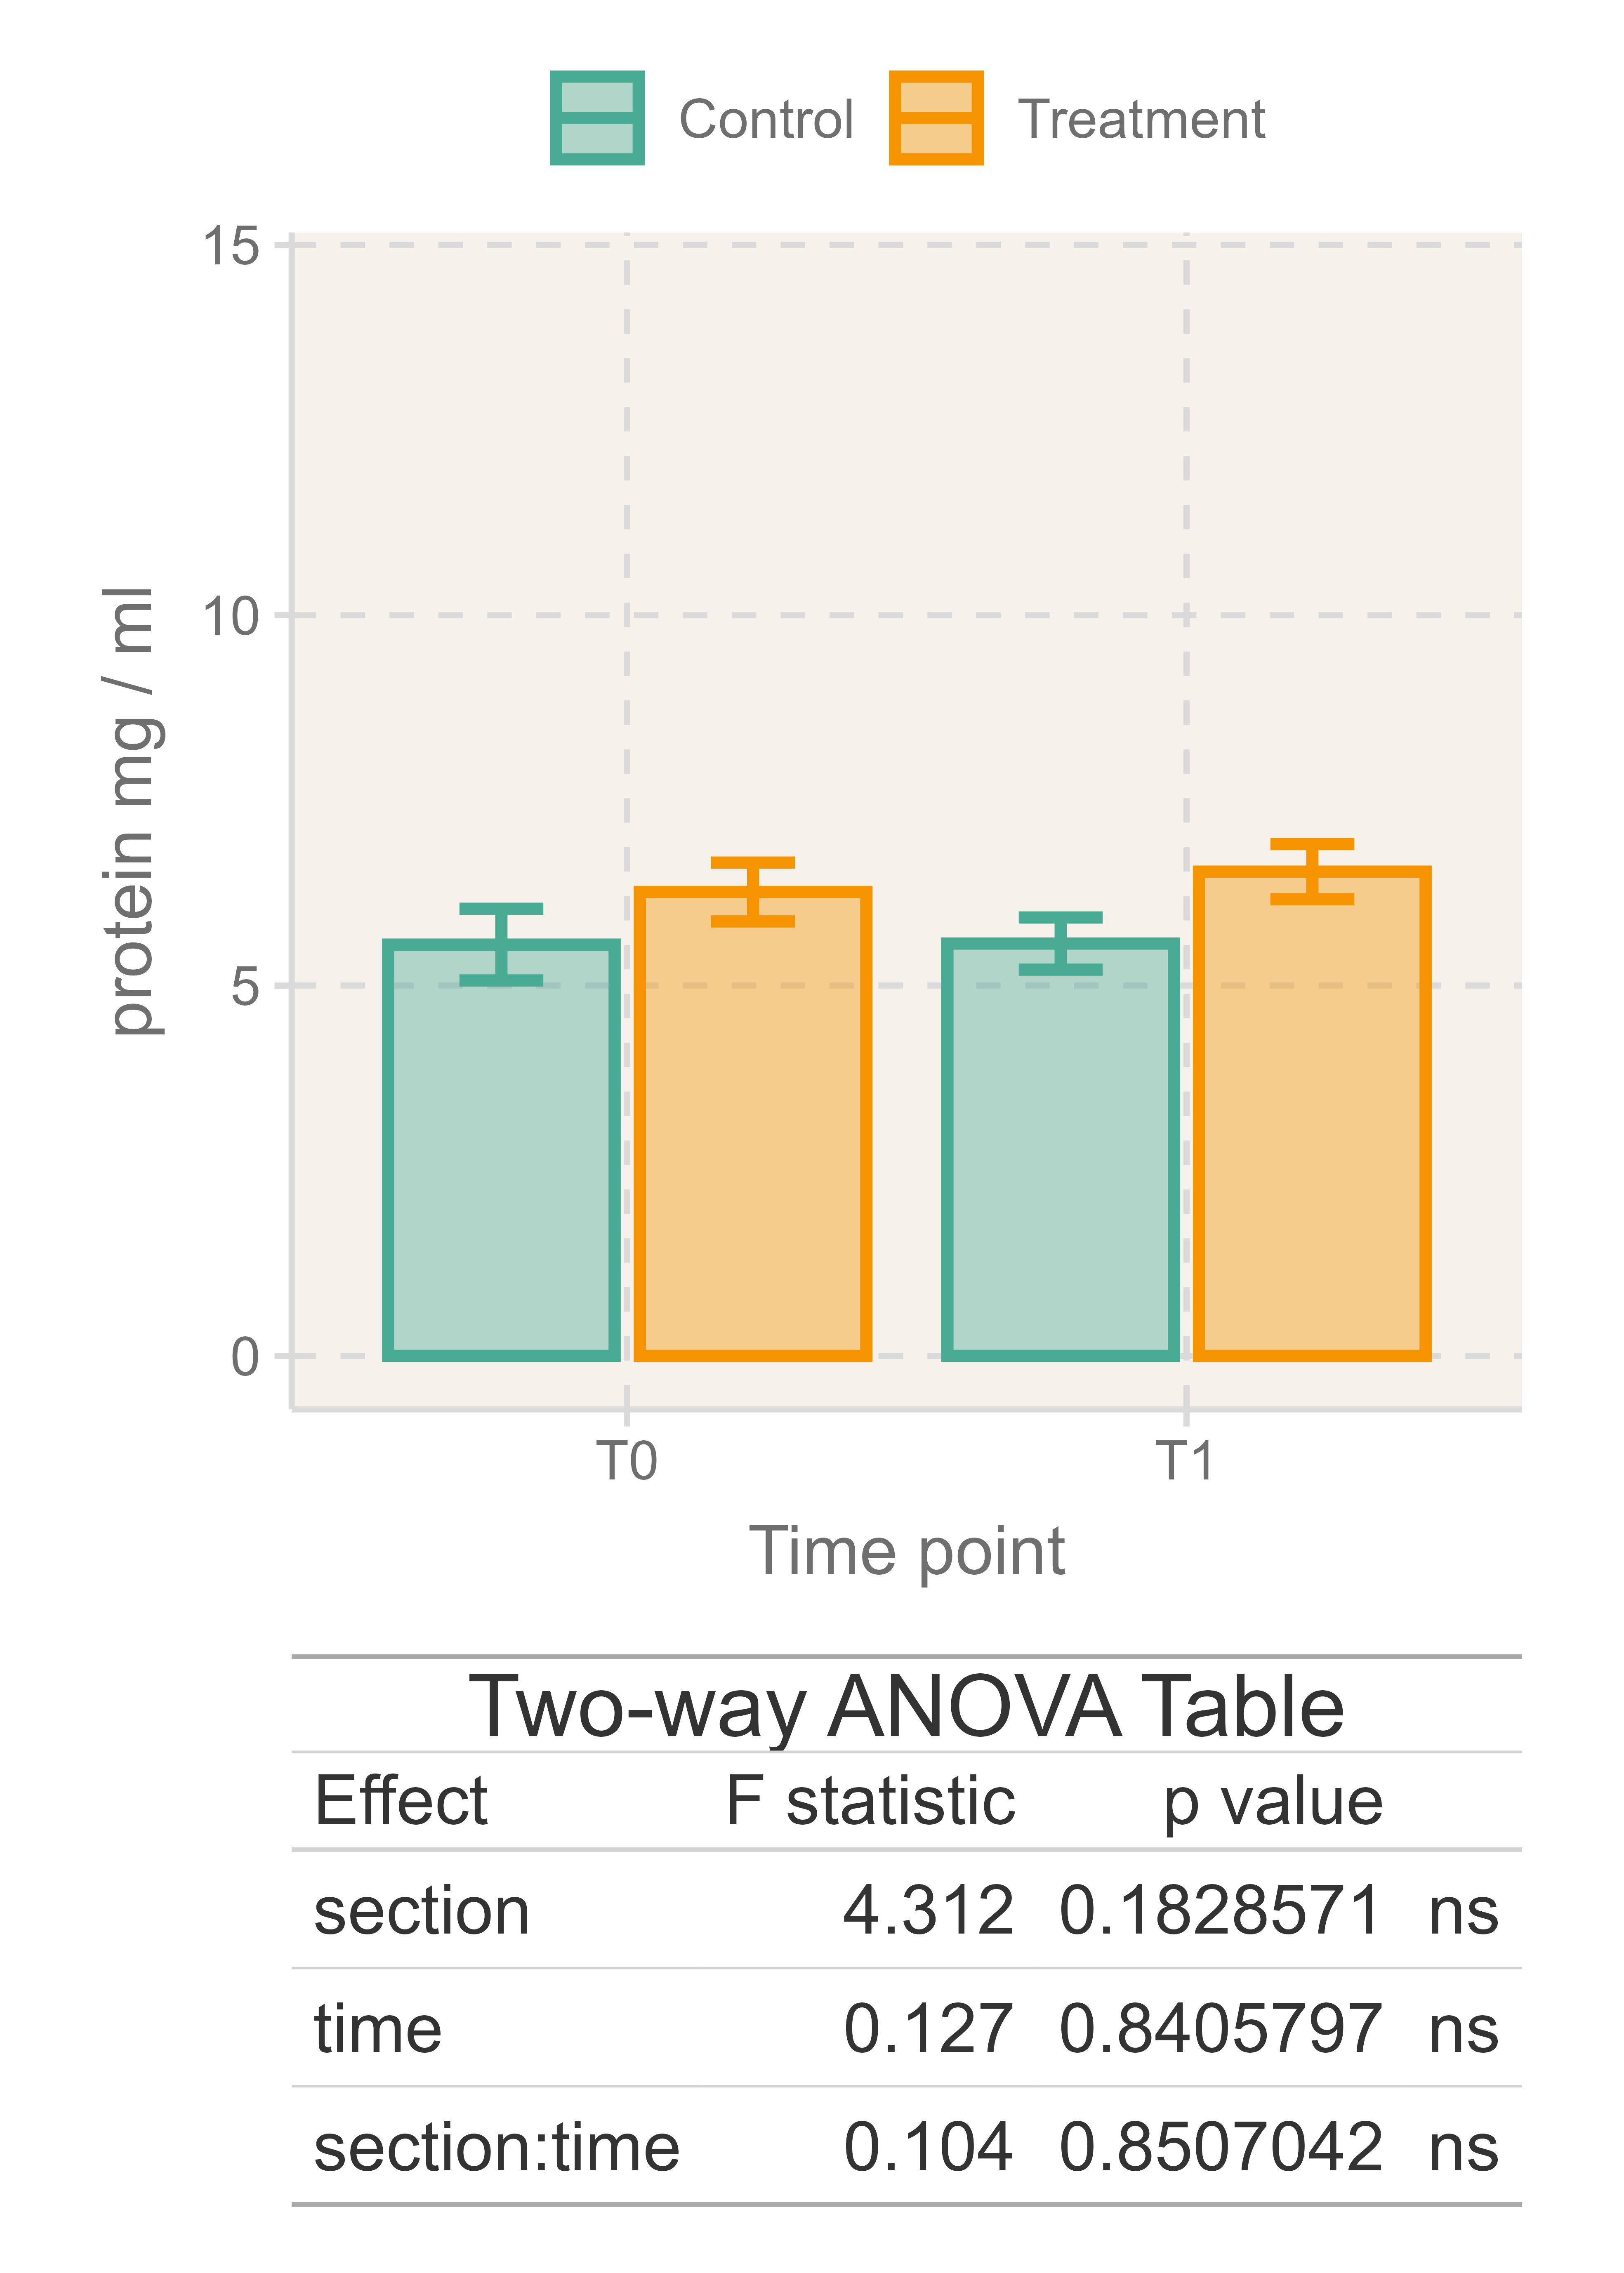 Control Treatment
15
10
5
0
protein mg / ml
T0 T1
Time point
Two-way ANOVA Table
Effect F statistic p value
section 4.312 0.1828571 ns
time 0.127 0.8405797 ns
section:time 0.104 0.8507042 ns